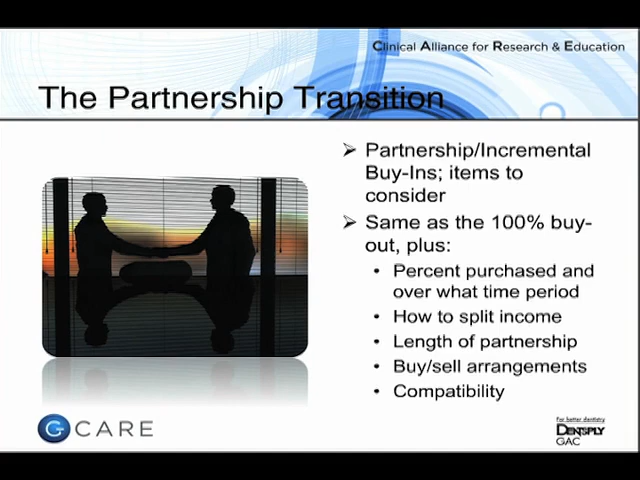 Clinical Alliance for Research & Education
The Partnership Transition
Partnership/Incremental
Buy-Ins; items to
consider
Same as the 100% buy-
out, plus:
Percent purchased and
over what time period
How to split income
Length of partnership
Buy/sell arrangements
Compatibility
CARE
For better dentistry
DENTSPLY
GAC